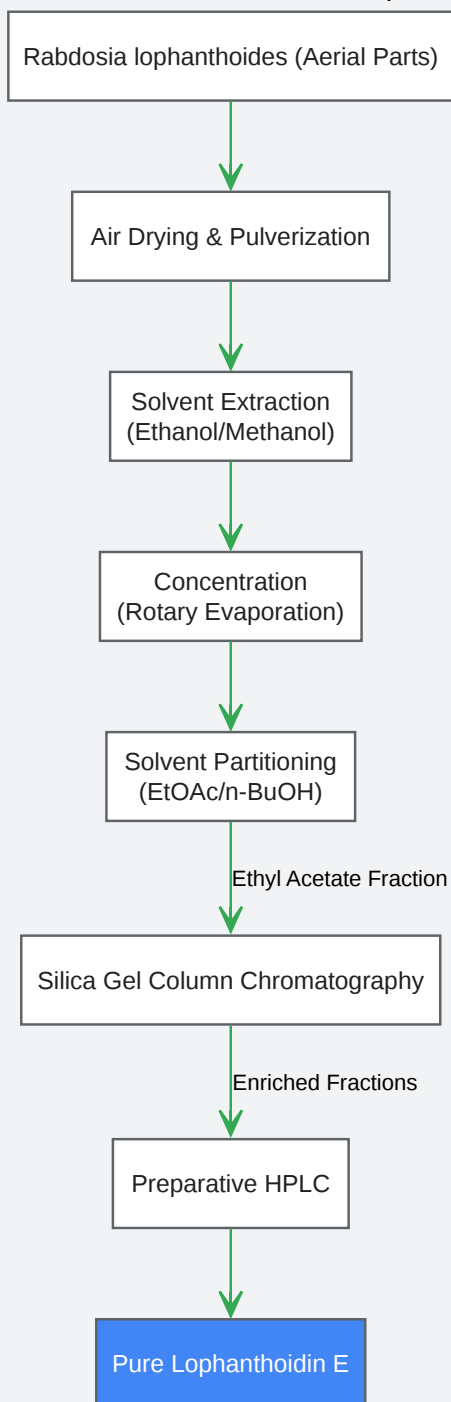 Rabdosia lophanthoides (Aerial Parts)
Air Drying & Pulverization
Solvent Extraction
(Ethanol/Methanol)
Concentration
(Rotary Evaporation)
Solvent Partitioning
(EtOAc/n-BuOH)
Ethyl Acetate Fraction
Silica Gel Column Chromatography
Enriched Fractions
Preparative HPLC
Pure Lophanthoidin E